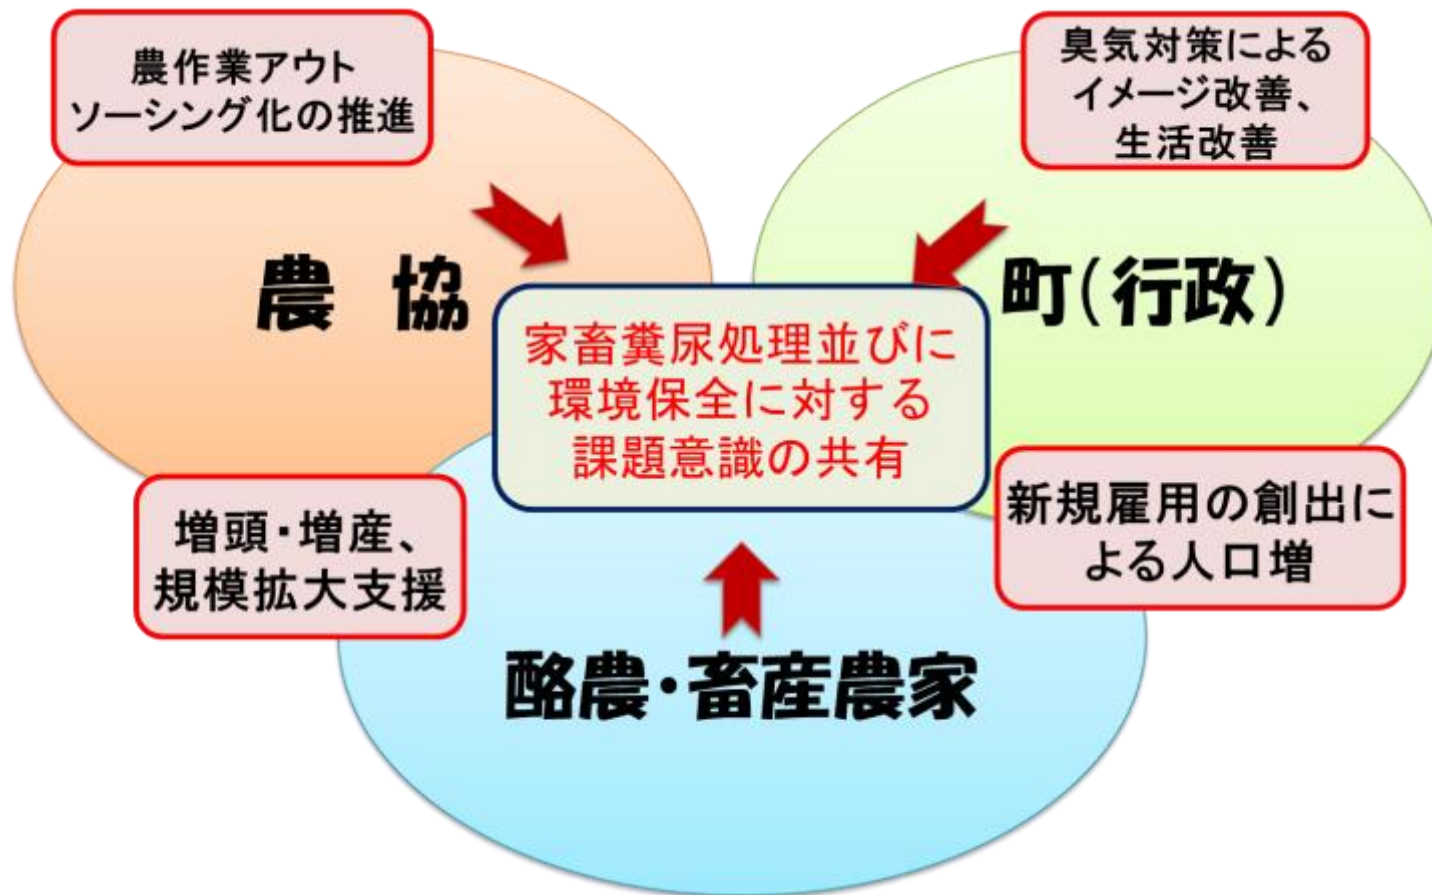 農作業アウト
ソーシング化の推進
臭気対策による
イメージ改善、
生活改善
農 協
町(行政)
家畜糞尿処理並びに
環境保全に対する
課題意識の共有
増頭・増産、
規模拡大支援
新規雇用の創出に
よる人口増
酪農・畜産農家